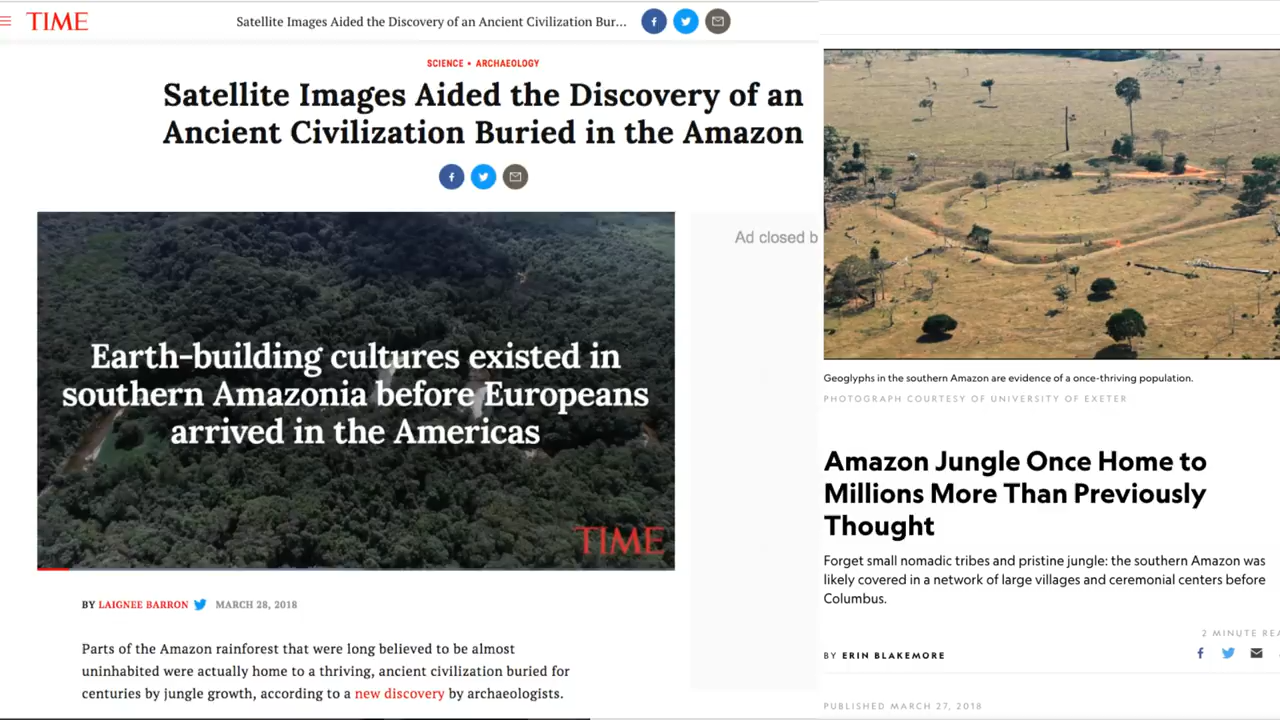 TIME
Satellite Images Aided the Discovery of an Ancient Civilization Bur...
SCIENCE • ARCHAEOLOGY
Satellite Images Aided the Discovery of an
Ancient Civilization Buried in the Amazon
Ad closed b
Earth-building cultures existed in
southern Amazonia before Europeans
arrived in the Americas
TIME
BY LAIGNEE BARRON MARCH 28, 2018
Parts of the Amazon rainforest that were long believed to be almost
uninhabited were actually home to a thriving, ancient civilization buried for
centuries by jungle growth, according to a new discovery by archaeologists.
Geoglyphs in the southern Amazon are evidence of a once-thriving population.
PHOTOGRAPH COURTESY OF UNIVERSITY OF EXETER
Amazon Jungle Once Home to
Millions More Than Previously
Thought
Forget small nomadic tribes and pristine jungle: the southern Amazon was
likely covered in a network of large villages and ceremonial centers before
Columbus.
2 MINUTE REA
BY ERIN BLAKEMORE
PUBLISHED MARCH 27, 2018